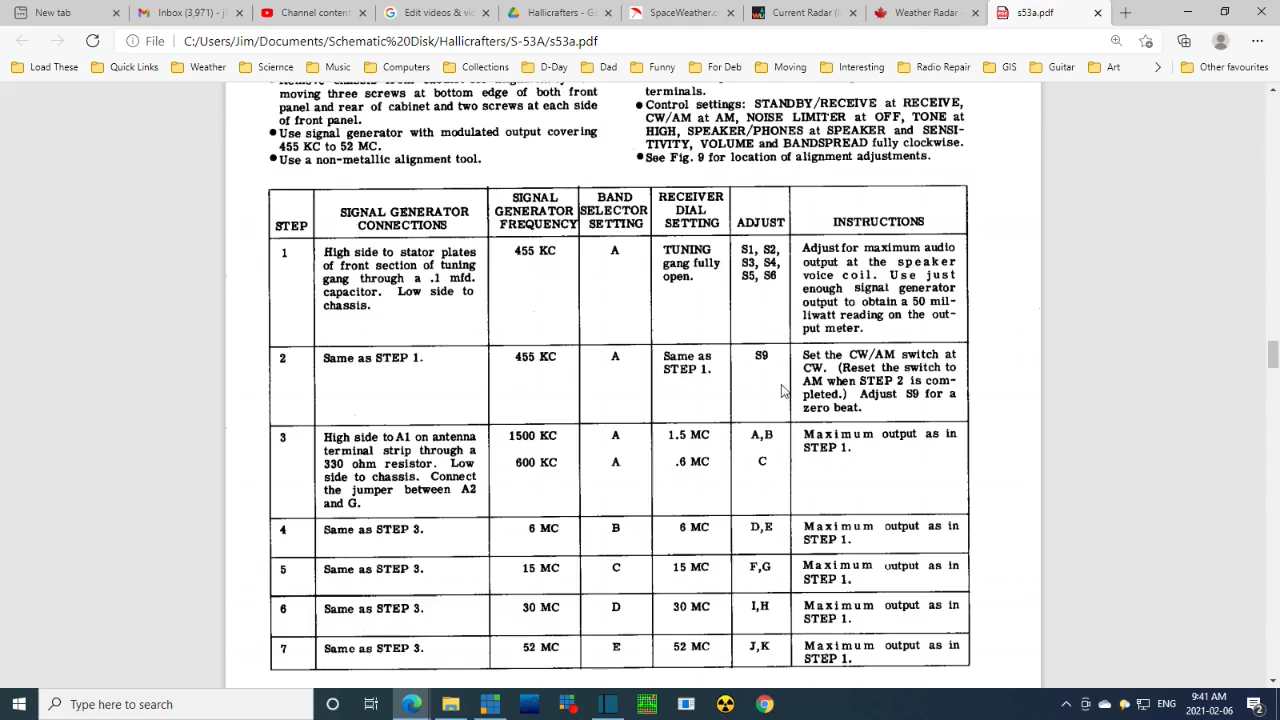 New tab
Inbox (3,971) - j
Channel content
Edit videos & vi
Hallicrafters - G
SpaceWeather.c
Current Radar (l
Weather Radar
s53a.pdf
File
C:/Users/Jim/Documents/Schematic%20Disk/Hallicrafters/S-53A/s53a.pdf
Load These
Quick Links
Weather
Science
Music
Computers
Collections
D-Day
Dad
Funny
For Deb
Moving
Interesting
Radio Repair
GIS
Guitar
Art
Other favourites
moving three screws at bottom edge of both front
panel and rear of cabinet and two screws at each side
of front panel.
● Use signal generator with modulated output covering
455 KC to 52 MC.
● Use a non-metallic alignment tool.
terminals.
● Control settings: STANDBY/RECEIVE at RECEIVE,
CW/AM at AM, NOISE LIMITER at OFF, TONE at
HIGH, SPEAKER/PHONES at SPEAKER and SENSI-
TIVITY, VOLUME and BANDSPREAD fully clockwise.
● See Fig. 9 for location of alignment adjustments.
STEP
SIGNAL GENERATOR
CONNECTIONS
SIGNAL
GENERATOR
FREQUENCY
BAND
SELECTOR
SETTING
RECEIVER
DIAL
SETTING
ADJUST
INSTRUCTIONS
1
High side to stator plates
of front section of tuning
gang through a .1 mfd.
capacitor. Low side to
chassis.
455 KC
A
TUNING
gang fully
open.
S1, S2,
S3, S4,
S5, S6
Adjust for maximum audio
output at the speaker
voice coil. Use just
enough signal generator
output to obtain a 50 mil-
liwatt reading on the out-
put meter.
2
Same as STEP 1.
455 KC
A
Same as
STEP 1.
S9
Set the CW/AM switch at
CW. (Reset the switch to
AM when STEP 2 is com-
pleted.) Adjust S9 for a
zero beat.
3
High side to A1 on antenna
terminal strip through a
330 ohm resistor. Low
side to chassis. Connect
the jumper between A2
and G.
1500 KC
A
1.5 MC
A,B
600 KC
A
.6 MC
C
Maximum output as in
STEP 1.
4
Same as STEP 3.
6 MC
B
6 MC
D,E
Maximum output as in
STEP 1.
5
Same as STEP 3.
15 MC
C
15 MC
F,G
Maximum output as in
STEP 1.
6
Same as STEP 3.
30 MC
D
30 MC
I,H
Maximum output as in
STEP 1.
7
Same as STEP 3.
52 MC
E
52 MC
J,K
Maximum output as in
STEP 1.
Type here to search
ENG
9:41 AM
2021-02-06
2